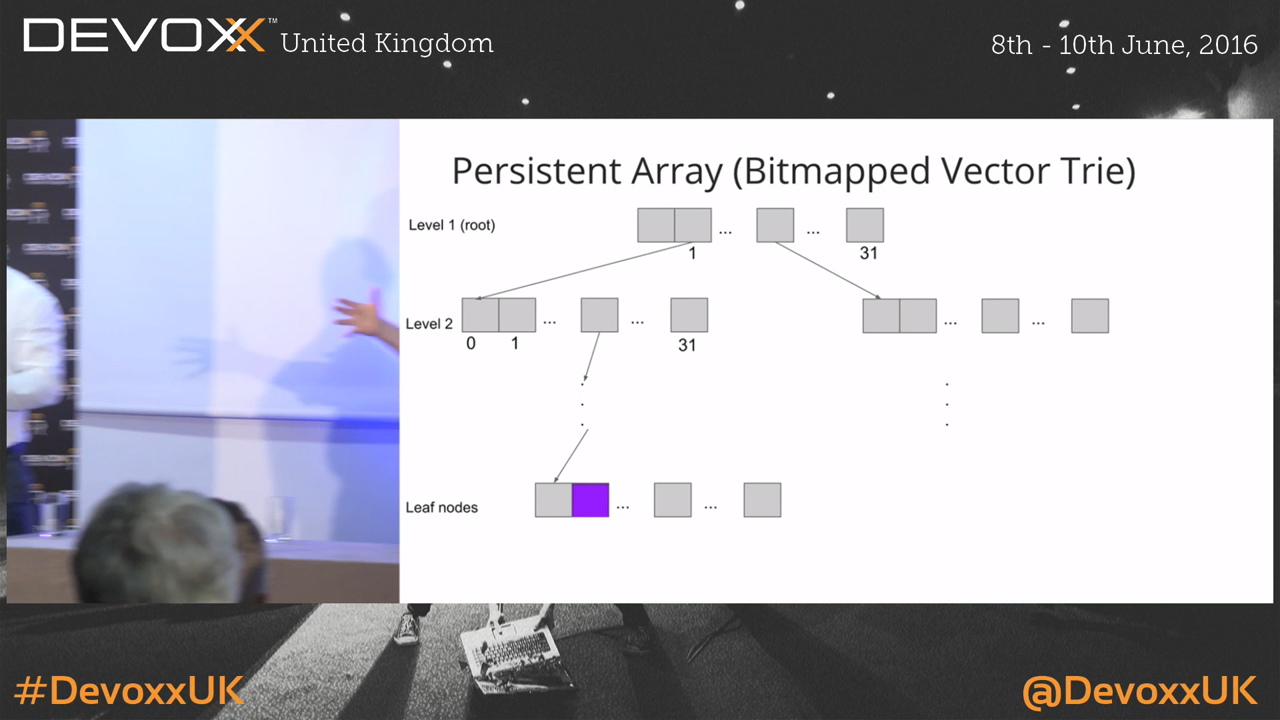 DEVOXX™ United Kingdom
8th - 10th June, 2016
Persistent Array (Bitmapped Vector Trie)
Level 1 (root)
... ...
1 31
Level 2
... ... ... ...
0 1 31
.
.
.
.
.
.
Leaf nodes
... ...
#DevoxxUK
@DevoxxUK